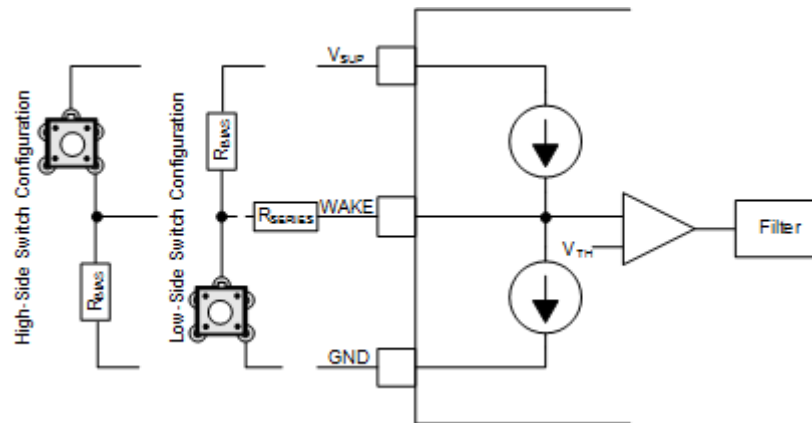 High-Side Switch Configuration
RBIAS
Low-Side Switch Configuration
RBIAS
RSERIES
VSUP
WAKE
GND
VTH
Filter